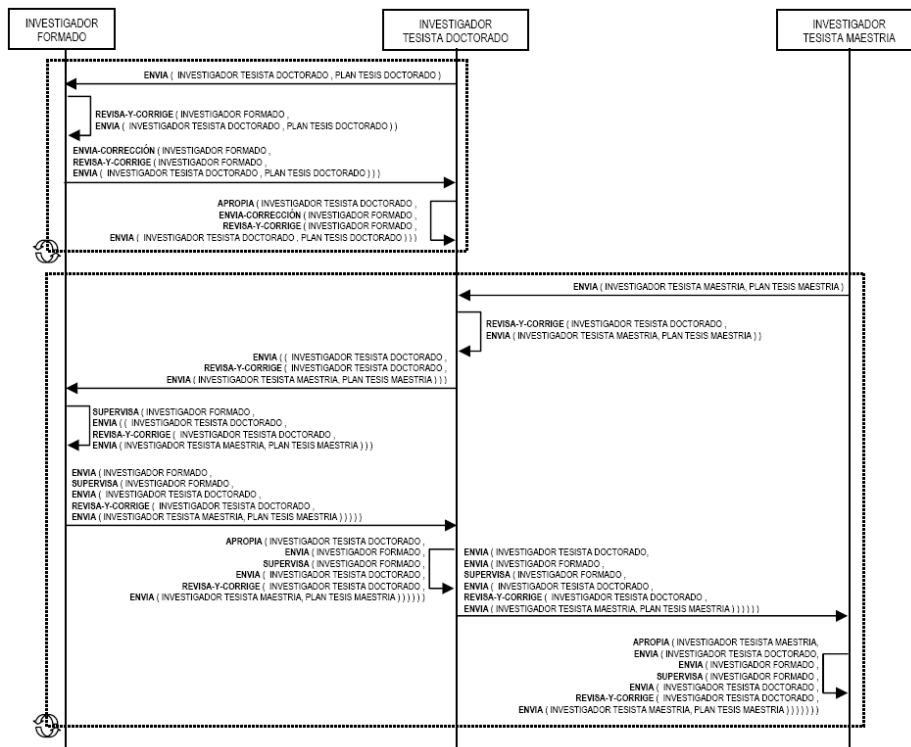 INVESTIGADOR
FORMADO
INVESTIGADOR
TESISTA DOCTORADO
INVESTIGADOR
TESISTA MAESTRIA
ENVIA ( INVESTIGADOR TESISTA DOCTORADO , PLAN TESIS DOCTORADO )
REVISA-Y-CORRIGE ( INVESTIGADOR FORMADO ,
ENVIA ( INVESTIGADOR TESISTA DOCTORADO , PLAN TESIS DOCTORADO ) )
ENVIA-CORRECCIÓN ( INVESTIGADOR FORMADO ,
REVISA-Y-CORRIGE ( INVESTIGADOR FORMADO ,
ENVIA ( INVESTIGADOR TESISTA DOCTORADO , PLAN TESIS DOCTORADO ) ) )
APROPIA ( INVESTIGADOR TESISTA DOCTORADO ,
ENVIA-CORRECCIÓN ( INVESTIGADOR FORMADO ,
REVISA-Y-CORRIGE ( INVESTIGADOR FORMADO ,
ENVIA ( INVESTIGADOR TESISTA DOCTORADO , PLAN TESIS DOCTORADO ) ) )
ENVIA ( INVESTIGADOR TESISTA MAESTRIA, PLAN TESIS MAESTRIA )
REVISA-Y-CORRIGE ( INVESTIGADOR TESISTA DOCTORADO ,
ENVIA ( INVESTIGADOR TESISTA MAESTRIA, PLAN TESIS MAESTRIA ) )
ENVIA ( ( INVESTIGADOR TESISTA DOCTORADO ,
REVISA-Y-CORRIGE ( INVESTIGADOR TESISTA DOCTORADO ,
ENVIA ( INVESTIGADOR TESISTA MAESTRIA, PLAN TESIS MAESTRIA ) ) )
SUPERVISA ( INVESTIGADOR FORMADO ,
ENVIA ( ( INVESTIGADOR TESISTA DOCTORADO ,
REVISA-Y-CORRIGE ( INVESTIGADOR TESISTA DOCTORADO ,
ENVIA ( INVESTIGADOR TESISTA MAESTRIA, PLAN TESIS MAESTRIA ) ) )
ENVIA ( INVESTIGADOR FORMADO ,
SUPERVISA ( INVESTIGADOR FORMADO ,
ENVIA ( INVESTIGADOR TESISTA DOCTORADO ,
REVISA-Y-CORRIGE ( INVESTIGADOR TESISTA DOCTORADO ,
ENVIA ( INVESTIGADOR TESISTA MAESTRIA, PLAN TESIS MAESTRIA ) ) ) ) )
APROPIA ( INVESTIGADOR TESISTA DOCTORADO ,
ENVIA ( INVESTIGADOR FORMADO ,
SUPERVISA ( INVESTIGADOR FORMADO ,
ENVIA ( INVESTIGADOR TESISTA DOCTORADO ,
REVISA-Y-CORRIGE ( INVESTIGADOR TESISTA DOCTORADO ,
ENVIA ( INVESTIGADOR TESISTA MAESTRIA, PLAN TESIS MAESTRIA ) ) ) ) ) )
ENVIA ( INVESTIGADOR TESISTA DOCTORADO,
ENVIA ( INVESTIGADOR FORMADO ,
SUPERVISA ( INVESTIGADOR FORMADO ,
ENVIA ( INVESTIGADOR TESISTA DOCTORADO ,
REVISA-Y-CORRIGE ( INVESTIGADOR TESISTA DOCTORADO ,
ENVIA ( INVESTIGADOR TESISTA MAESTRIA, PLAN TESIS MAESTRIA ) ) ) ) ) )
APROPIA ( INVESTIGADOR TESISTA MAESTRIA,
ENVIA ( INVESTIGADOR TESISTA DOCTORADO,
ENVIA ( INVESTIGADOR FORMADO ,
SUPERVISA ( INVESTIGADOR FORMADO ,
ENVIA ( INVESTIGADOR TESISTA DOCTORADO ,
REVISA-Y-CORRIGE ( INVESTIGADOR TESISTA DOCTORADO ,
ENVIA ( INVESTIGADOR TESISTA MAESTRIA, PLAN TESIS MAESTRIA ) ) ) ) ) ) )